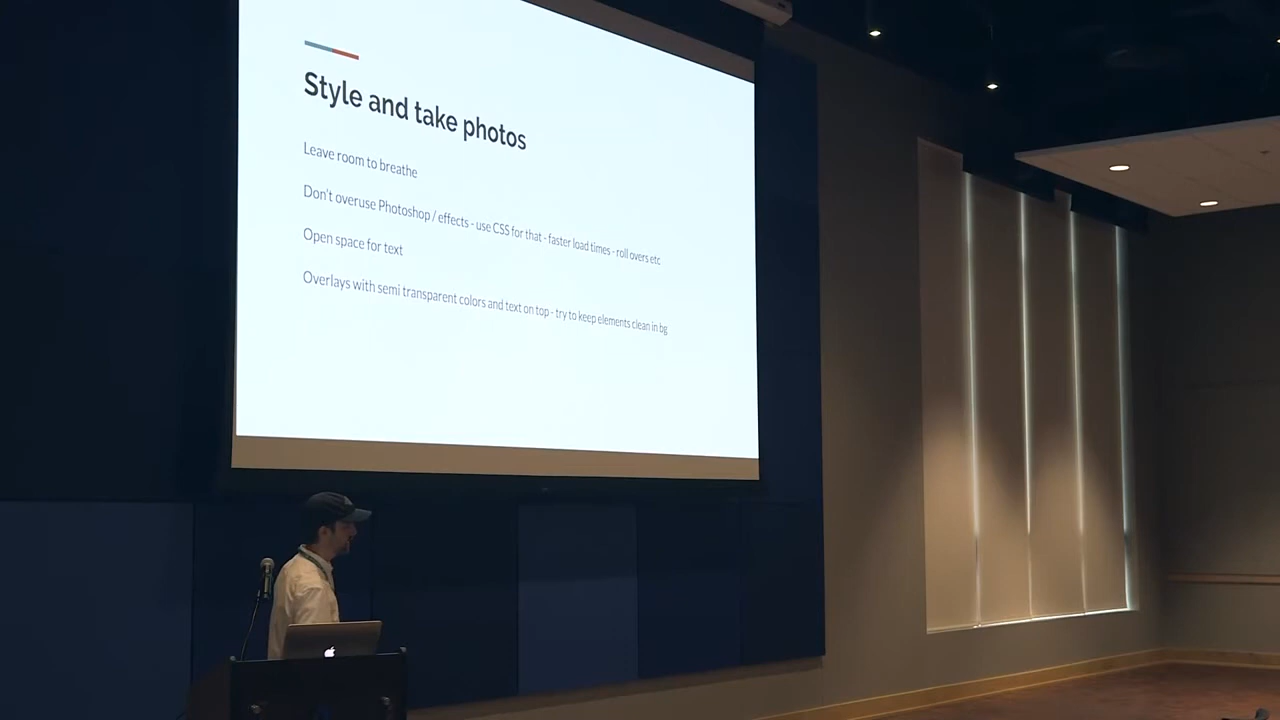 Style and take photos
Leave room to breathe
Don't overuse Photoshop / effects - use CSS for that - faster load times - roll overs etc
Open space for text
Overlays with semi transparent colors and text on top - try to keep elements clean in bg